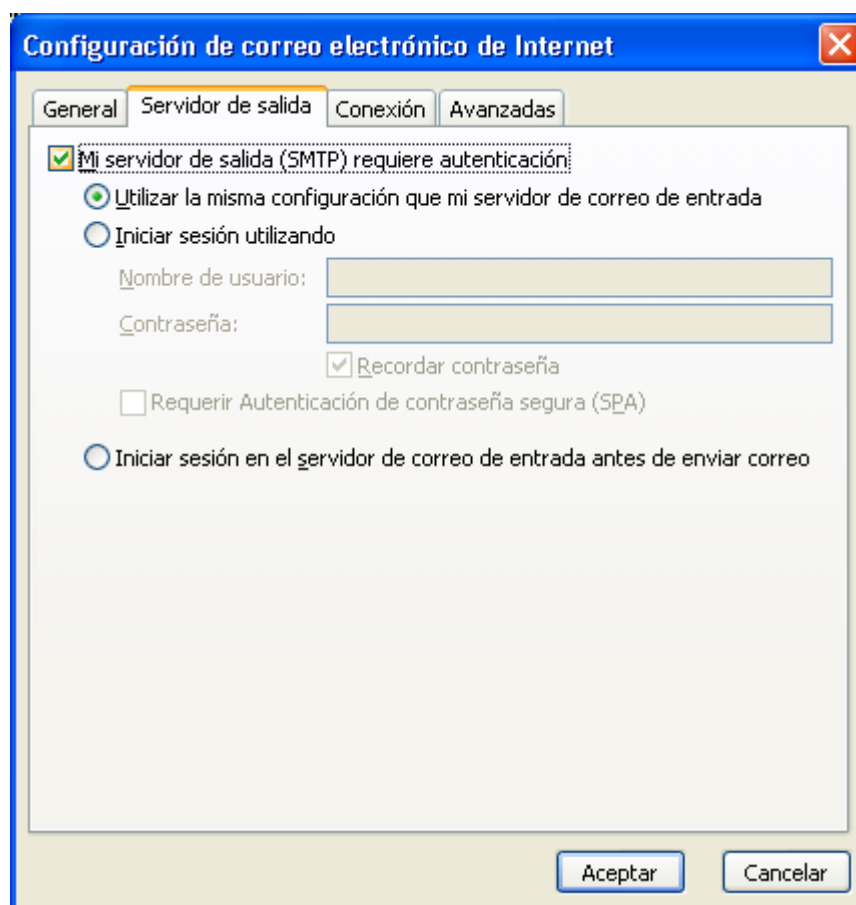 Configuración de correo electrónico de Internet
General Servidor de salida Conexión Avanzadas
Mi servidor de salida (SMTP) requiere autenticación
Utilizar la misma configuración que mi servidor de correo de entrada
Iniciar sesión utilizando
Nombre de usuario:
Contraseña:
Recordar contraseña
Requerir Autenticación de contraseña segura (SPA)
Iniciar sesión en el servidor de correo de entrada antes de enviar correo
Aceptar Cancelar